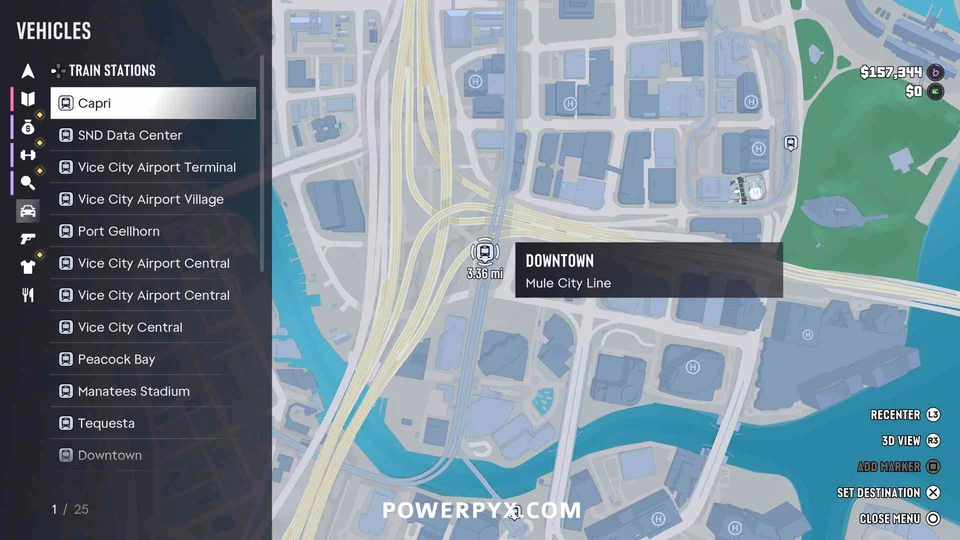 VEHICLES
TRAIN STATIONS
Capri
SND Data Center
Vice City Airport Terminal
Vice City Airport Village
Port Gellhorn
Vice City Airport Central
Vice City Airport Central
Vice City Central
Peacock Bay
Manatees Stadium
Tequesta
Downtown
1 / 25
$157,344
$0
H
H
H
H
3.36 mi
DOWNTOWN
Mule City Line
H
H
H
H
RECENTER L3
3D VIEW R3
ADD MARKER
SET DESTINATION
CLOSE MENU
POWERPYX.COM